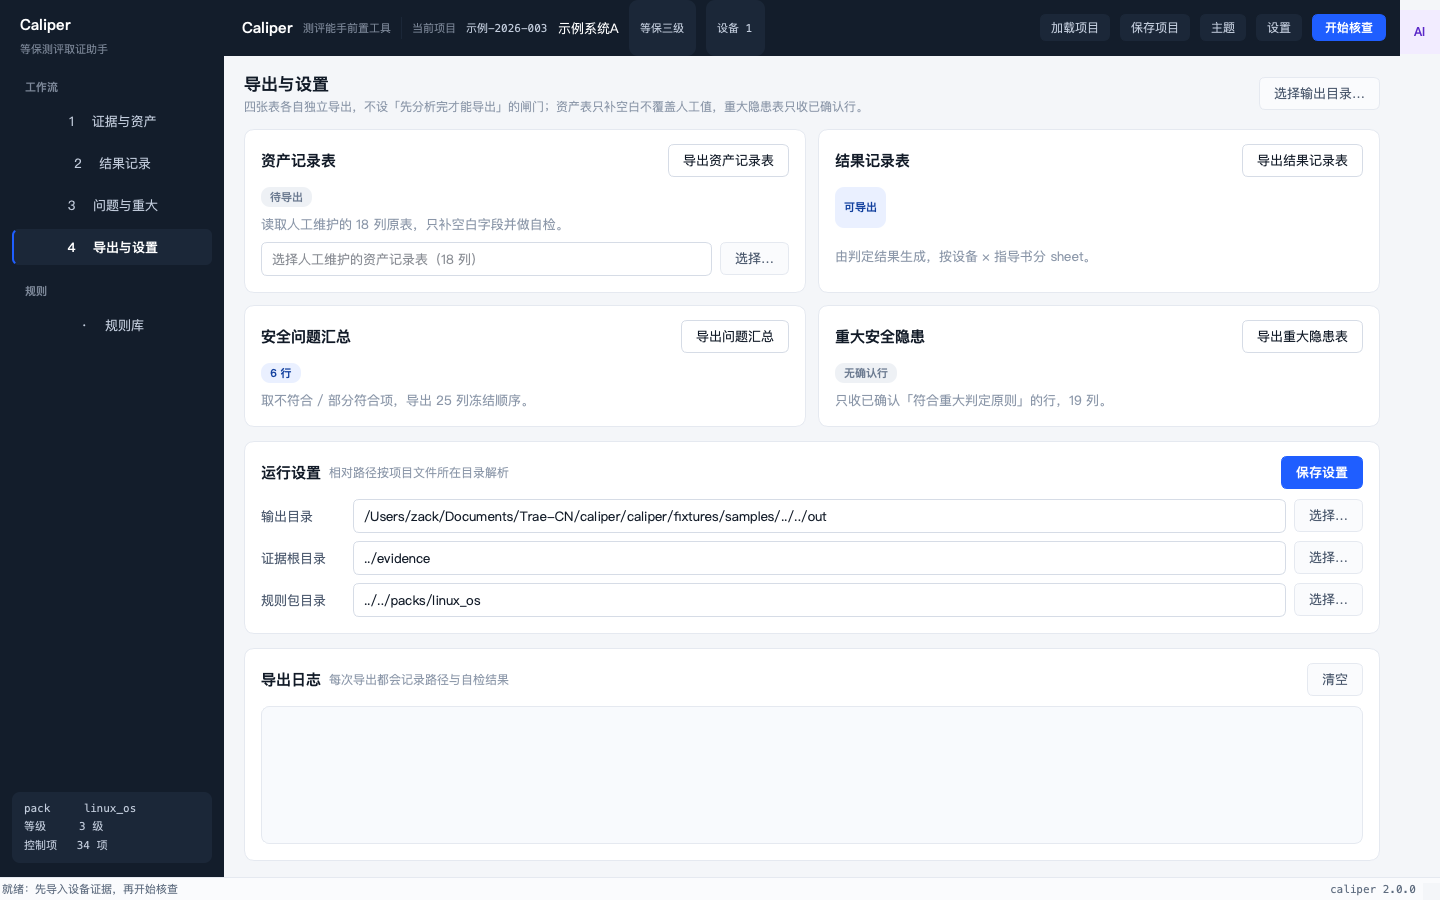 Caliper
等保测评取证助手
工作流
1 证据与资产
2 结果记录
3 问题与重大
4 导出与设置
规则
· 规则库
pack linux_os
等级 3 级
控制项 34 项
Caliper 测评能手前置工具 当前项目 示例-2026-003 示例系统A 等保三级 设备 1 加载项目 保存项目 主题 设置 开始核查 AI
导出与设置
四张表各自独立导出，不设「先分析完才能导出」的闸门；资产表只补空白不覆盖人工值，重大隐患表只收已确认行。
选择输出目录…
资产记录表 导出资产记录表
待导出
读取人工维护的 18 列原表，只补空白字段并做自检。
选择人工维护的资产记录表（18 列） 选择…
结果记录表 导出结果记录表
可导出
由判定结果生成，按设备 × 指导书分 sheet。
安全问题汇总 导出问题汇总
6 行
取不符合 / 部分符合项，导出 25 列冻结顺序。
重大安全隐患 导出重大隐患表
无确认行
只收已确认「符合重大判定原则」的行，19 列。
运行设置 相对路径按项目文件所在目录解析 保存设置
输出目录 /Users/zack/Documents/Trae-CN/caliper/caliper/fixtures/samples/../../out 选择…
证据根目录 ../evidence 选择…
规则包目录 ../../packs/linux_os 选择…
导出日志 每次导出都会记录路径与自检结果 清空
就绪：先导入设备证据，再开始核查 caliper 2.0.0